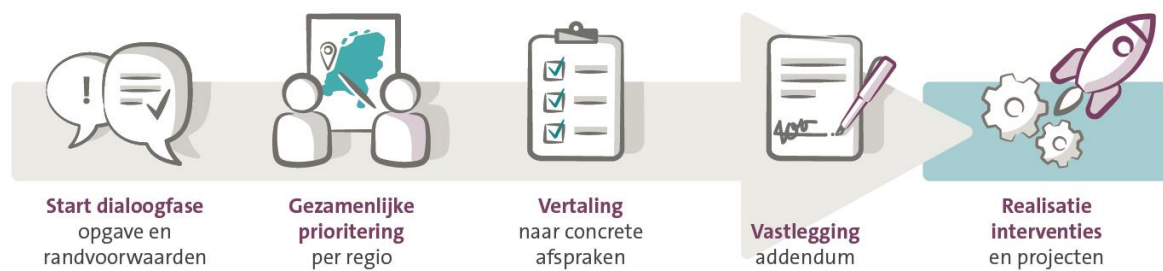 Start dialoogfase
opgave en
randvoorwaarden
Gezamenlijke
prioritering
per regio
Vertaling
naar concrete
afspraken
Vastlegging
addendum
Realisatie
interventies
en projecten